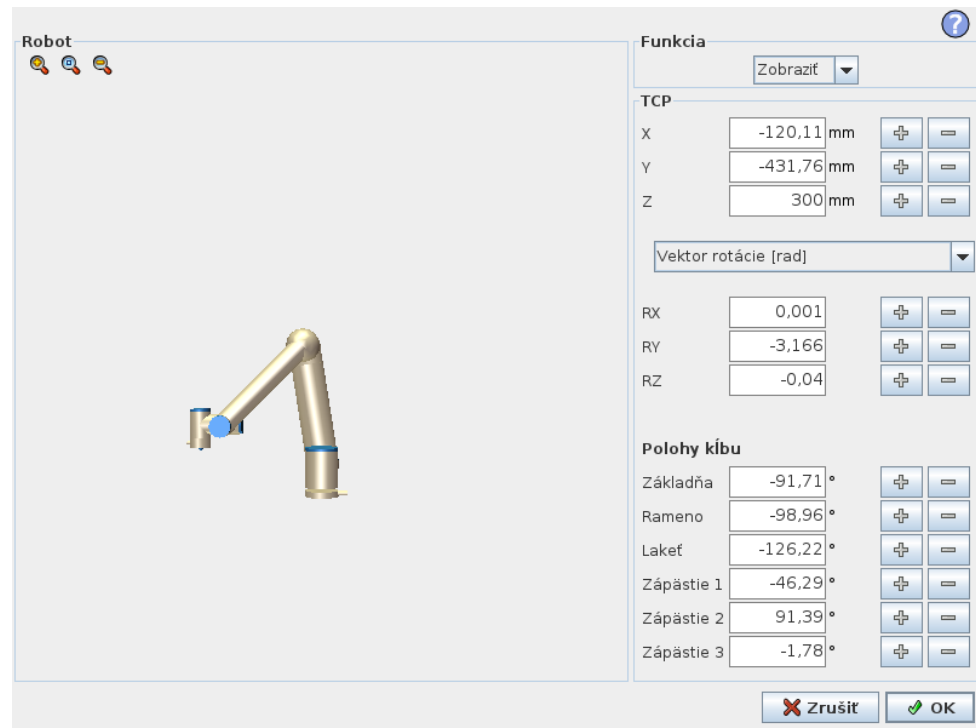 Robot
Funkcia
?
Zobraziť
TCP
X -120,11 mm
Y -431,76 mm
Z 300 mm
Vektor rotácie [rad]
RX 0,001
RY -3,166
RZ -0,04
Polohy kĺbu
Základňa -91,71 °
Rameno -98,96 °
Lakeť -126,22 °
Zápästie 1 -46,29 °
Zápästie 2 91,39 °
Zápästie 3 -1,78 °
Zrušiť OK